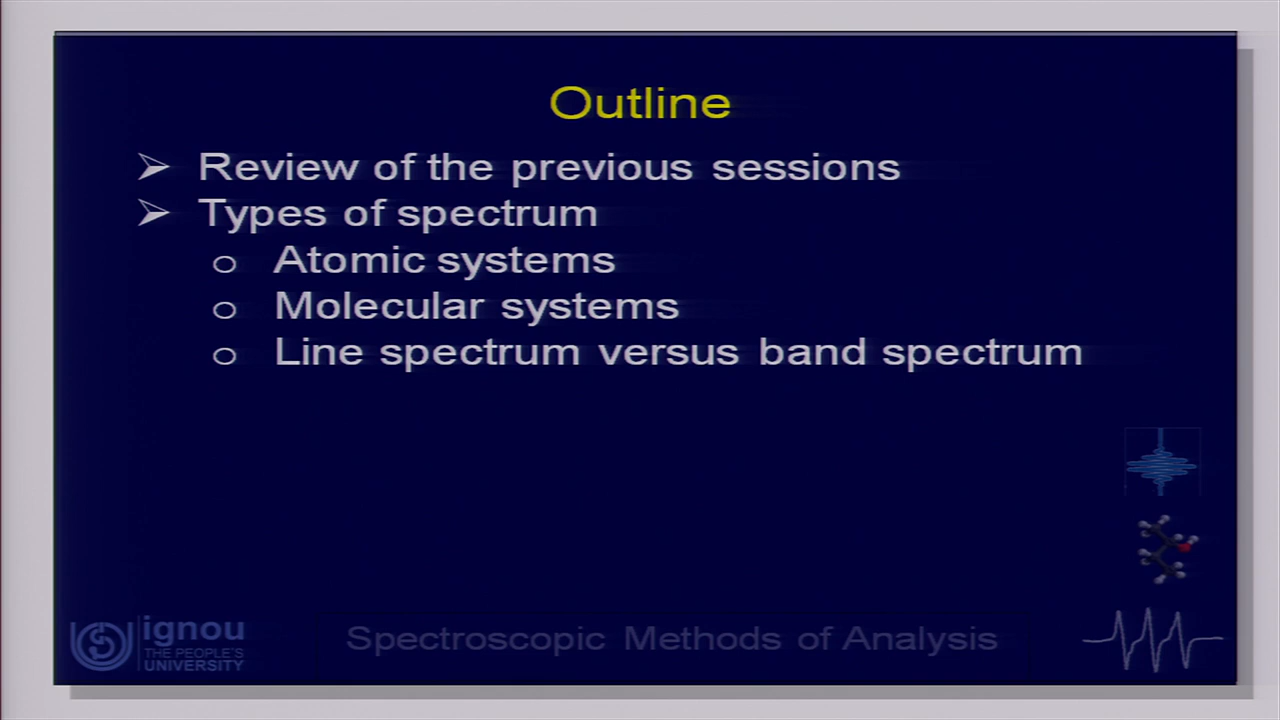 Outline
Review of the previous sessions
Types of spectrum
Atomic systems
Molecular systems
Line spectrum versus band spectrum
ignou
THE PEOPLE'S
UNIVERSITY
Spectroscopic Methods of Analysis